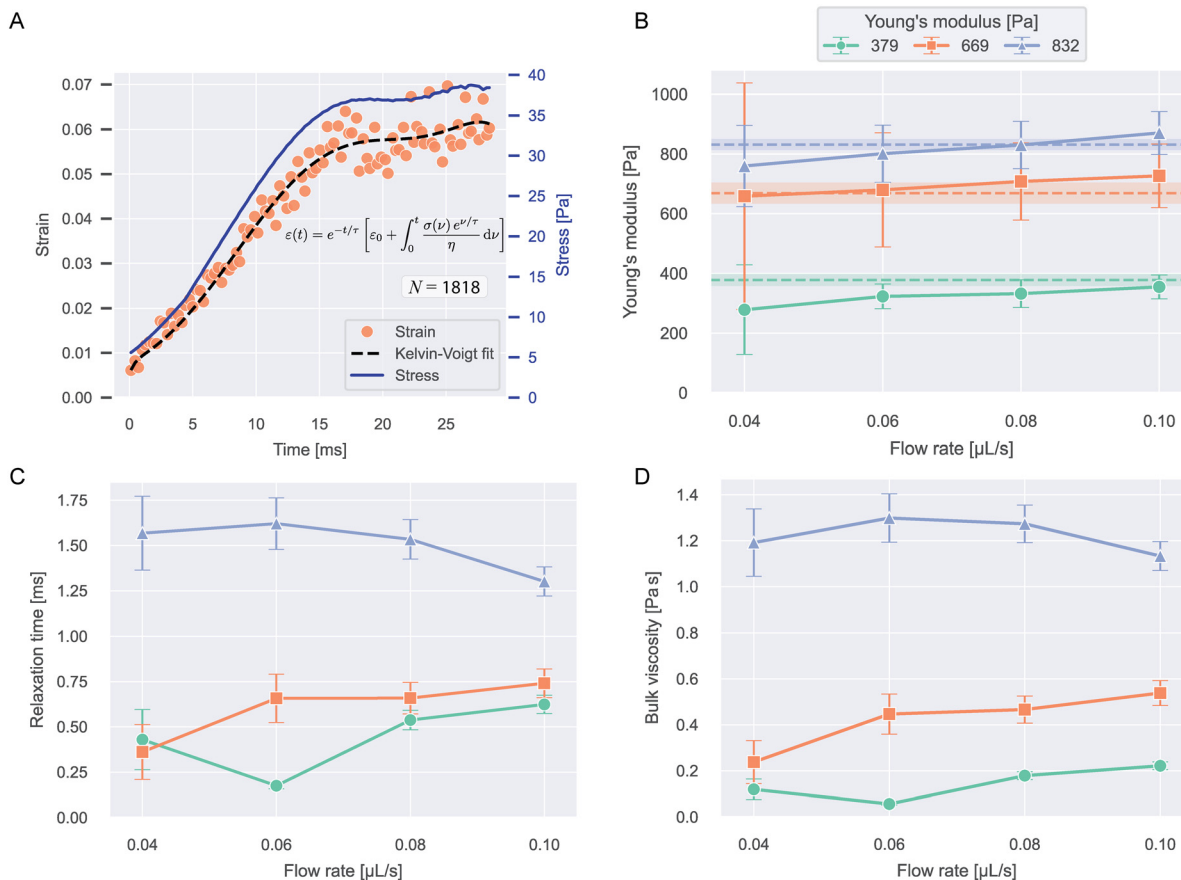 A
0.07
0.06
0.05
0.04
0.03
0.02
0.01
0.00
Strain
40
35
30
25
20
15
10
5
0
Stress [Pa]
ε(t) = e^{-t/τ} [ε₀ + ∫₀ᵗ σ(ν) e^{ν/τ} / η dν]
N = 1818
Strain
Kelvin-Voigt fit
Stress
0 5 10 15 20 25
Time [ms]
B
Young's modulus [Pa]
379 669 832
1000
800
600
400
200
0
Young's modulus [Pa]
0.04 0.06 0.08 0.10
Flow rate [µL/s]
C
1.75
1.50
1.25
1.00
0.75
0.50
0.25
0.00
Relaxation time [ms]
0.04 0.06 0.08 0.10
Flow rate [µL/s]
D
1.4
1.2
1.0
0.8
0.6
0.4
0.2
0.0
Bulk viscosity [Pa s]
0.04 0.06 0.08 0.10
Flow rate [µL/s]